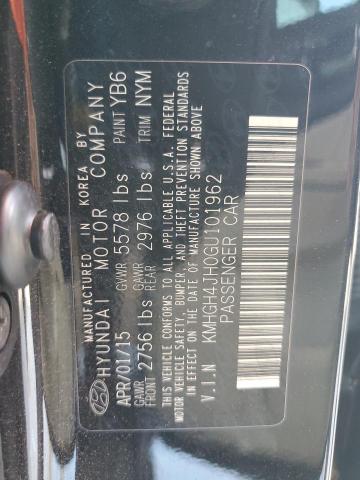 MANUFACTURED IN KOREA BY
HYUNDAI MOTOR COMPANY
APR/01/15 GVWR 5578 lbs PAINT YB6
GAWR FRONT 2756 lbs GAWR REAR 2976 lbs TRIM NYM
THIS VEHICLE CONFORMS TO ALL APPLICABLE U.S.A. FEDERAL
MOTOR VEHICLE SAFETY, BUMPER, AND THEFT PREVENTION STANDARDS
IN EFFECT ON THE DATE OF MANUFACTURE SHOWN ABOVE
V.I.N KMHGH4JH0GU101962
PASSENGER CAR